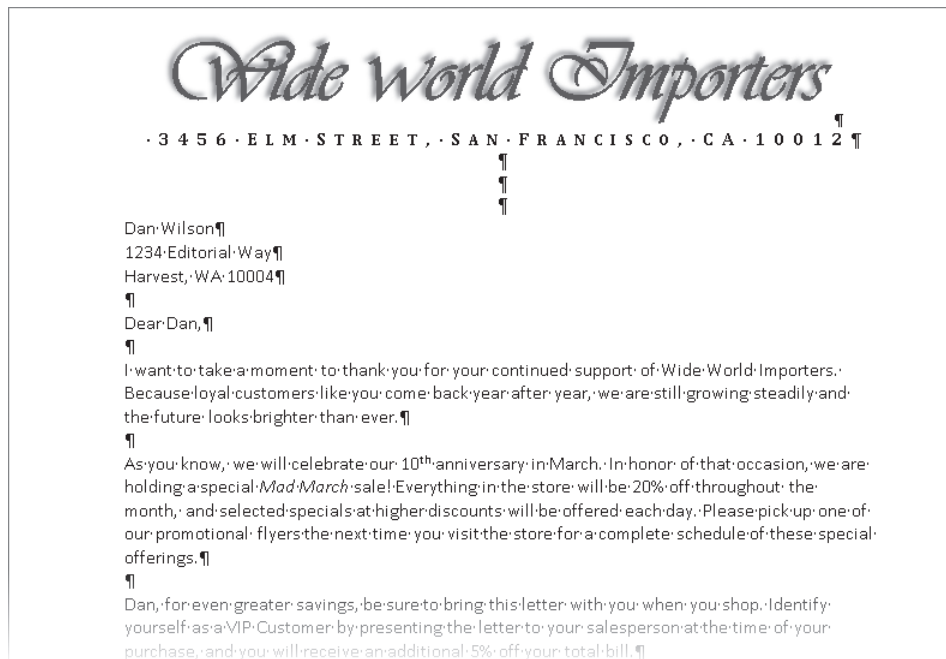 Wide World Importers¶
·3456·ELM·STREET,·SAN·FRANCISCO,·CA·10012¶
¶
¶
¶
Dan·Wilson¶
1234·Editorial·Way¶
Harvest,·WA·10004¶
¶
Dear·Dan,¶
¶
I·want·to·take·a·moment·to·thank·you·for·your·continued·support·of·Wide·World·Importers.·
Because·loyal·customers·like·you·come·back·year·after·year,·we·are·still·growing·steadily·and·
the·future·looks·brighter·than·ever.¶
¶
As·you·know,·we·will·celebrate·our·10th·anniversary·in·March.·In·honor·of·that·occasion,·we·are·
holding·a·special·Mad·March·sale!·Everything·in·the·store·will·be·20%·off·throughout·the·
month,·and·selected·specials·at·higher·discounts·will·be·offered·each·day.·Please·pick·up·one·of·
our·promotional·flyers·the·next·time·you·visit·the·store·for·a·complete·schedule·of·these·special·
offerings.¶
¶
Dan,·for·even·greater·savings,·be·sure·to·bring·this·letter·with·you·when·you·shop.·Identify·
yourself·as·a·VIP·Customer·by·presenting·the·letter·to·your·salesperson·at·the·time·of·your·
purchase,·and·you·will·receive·an·additional·5%·off·your·total·bill.¶